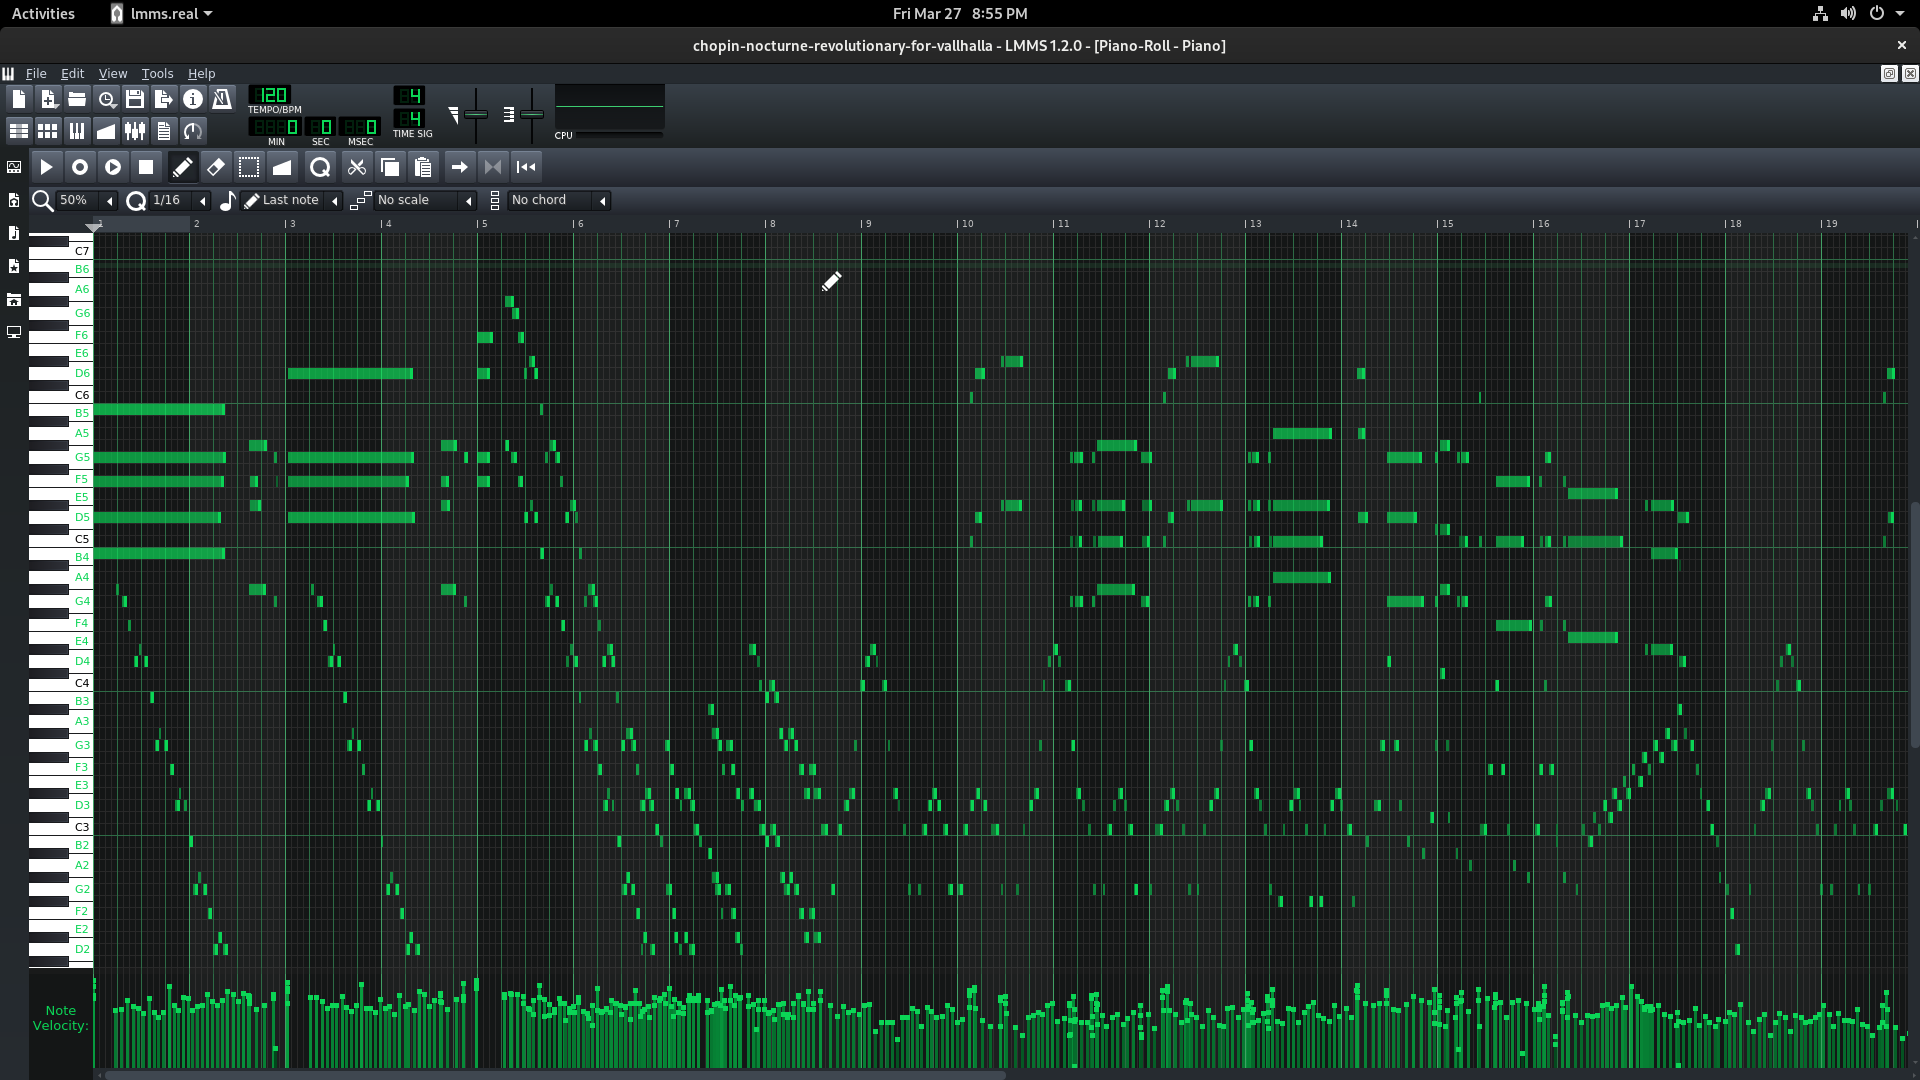 Activities lmms.real Fri Mar 27 8:55 PM
chopin-nocturne-revolutionary-for-vallhalla - LMMS 1.2.0 - [Piano-Roll - Piano]
File Edit View Tools Help
120 4
TEMPO/BPM
0 0 0 4
MIN SEC MSEC TIME SIG
CPU
50% 1/16 Last note No scale No chord
1 2 3 4 5 6 7 8 9 10 11 12 13 14 15 16 17 18 19
C7
B6
A6
G6
F6
E6
D6
C6
B5
A5
G5
F5
E5
D5
C5
B4
A4
G4
F4
E4
D4
C4
B3
A3
G3
F3
E3
D3
C3
B2
A2
G2
F2
E2
D2
Note
Velocity: